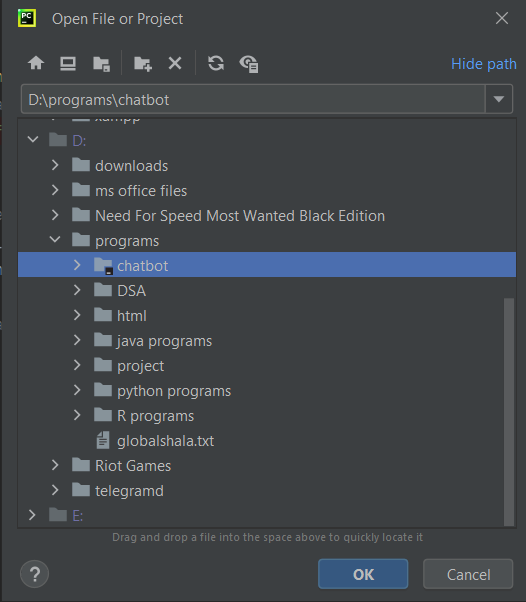 PC
Open File or Project
Hide path
D:\programs\chatbot
xampp
D:
downloads
ms office files
Need For Speed Most Wanted Black Edition
programs
chatbot
DSA
html
java programs
project
python programs
R programs
globalshala.txt
Riot Games
telegramd
E:
Drag and drop a file into the space above to quickly locate it
?
OK
Cancel